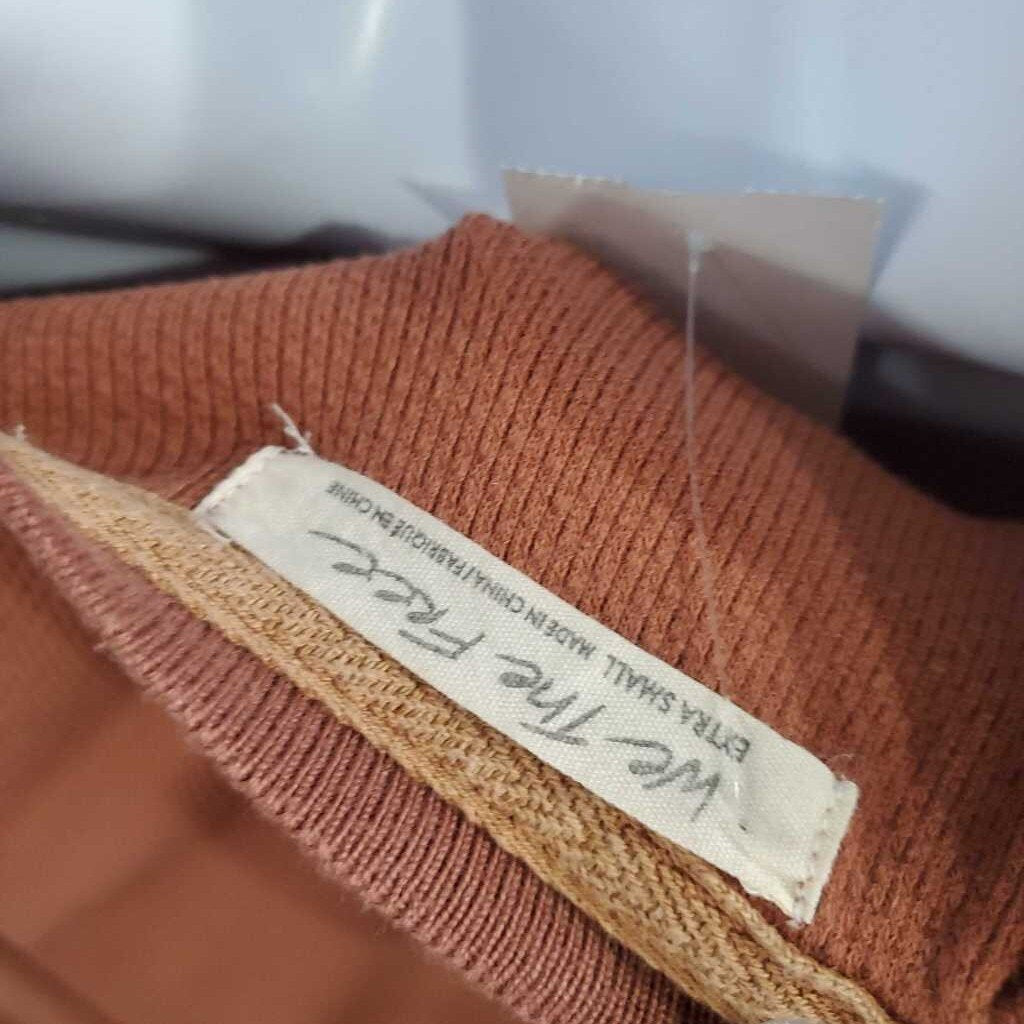 We The Free
EXTRA SMALL MADE IN CHINA / FABRIQUÉ EN CHINE